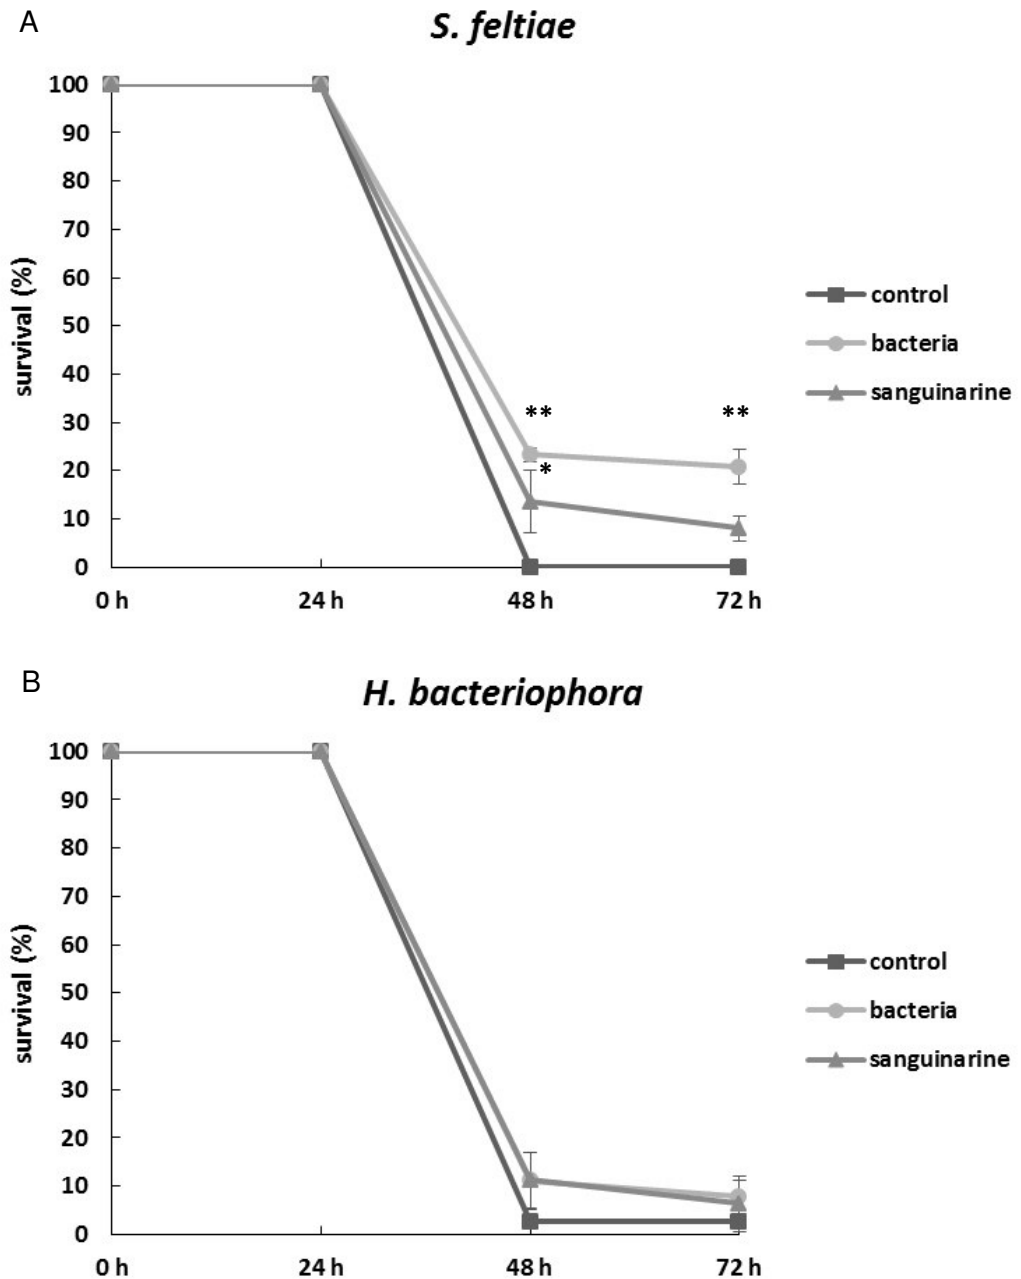 A
S. feltiae
survival (%)
100
90
80
70
60
50
40
30
20
10
0
0 h 24 h 48 h 72 h
** **
*
control
bacteria
sanguinarine
B
H. bacteriophora
survival (%)
100
90
80
70
60
50
40
30
20
10
0
0 h 24 h 48 h 72 h
control
bacteria
sanguinarine